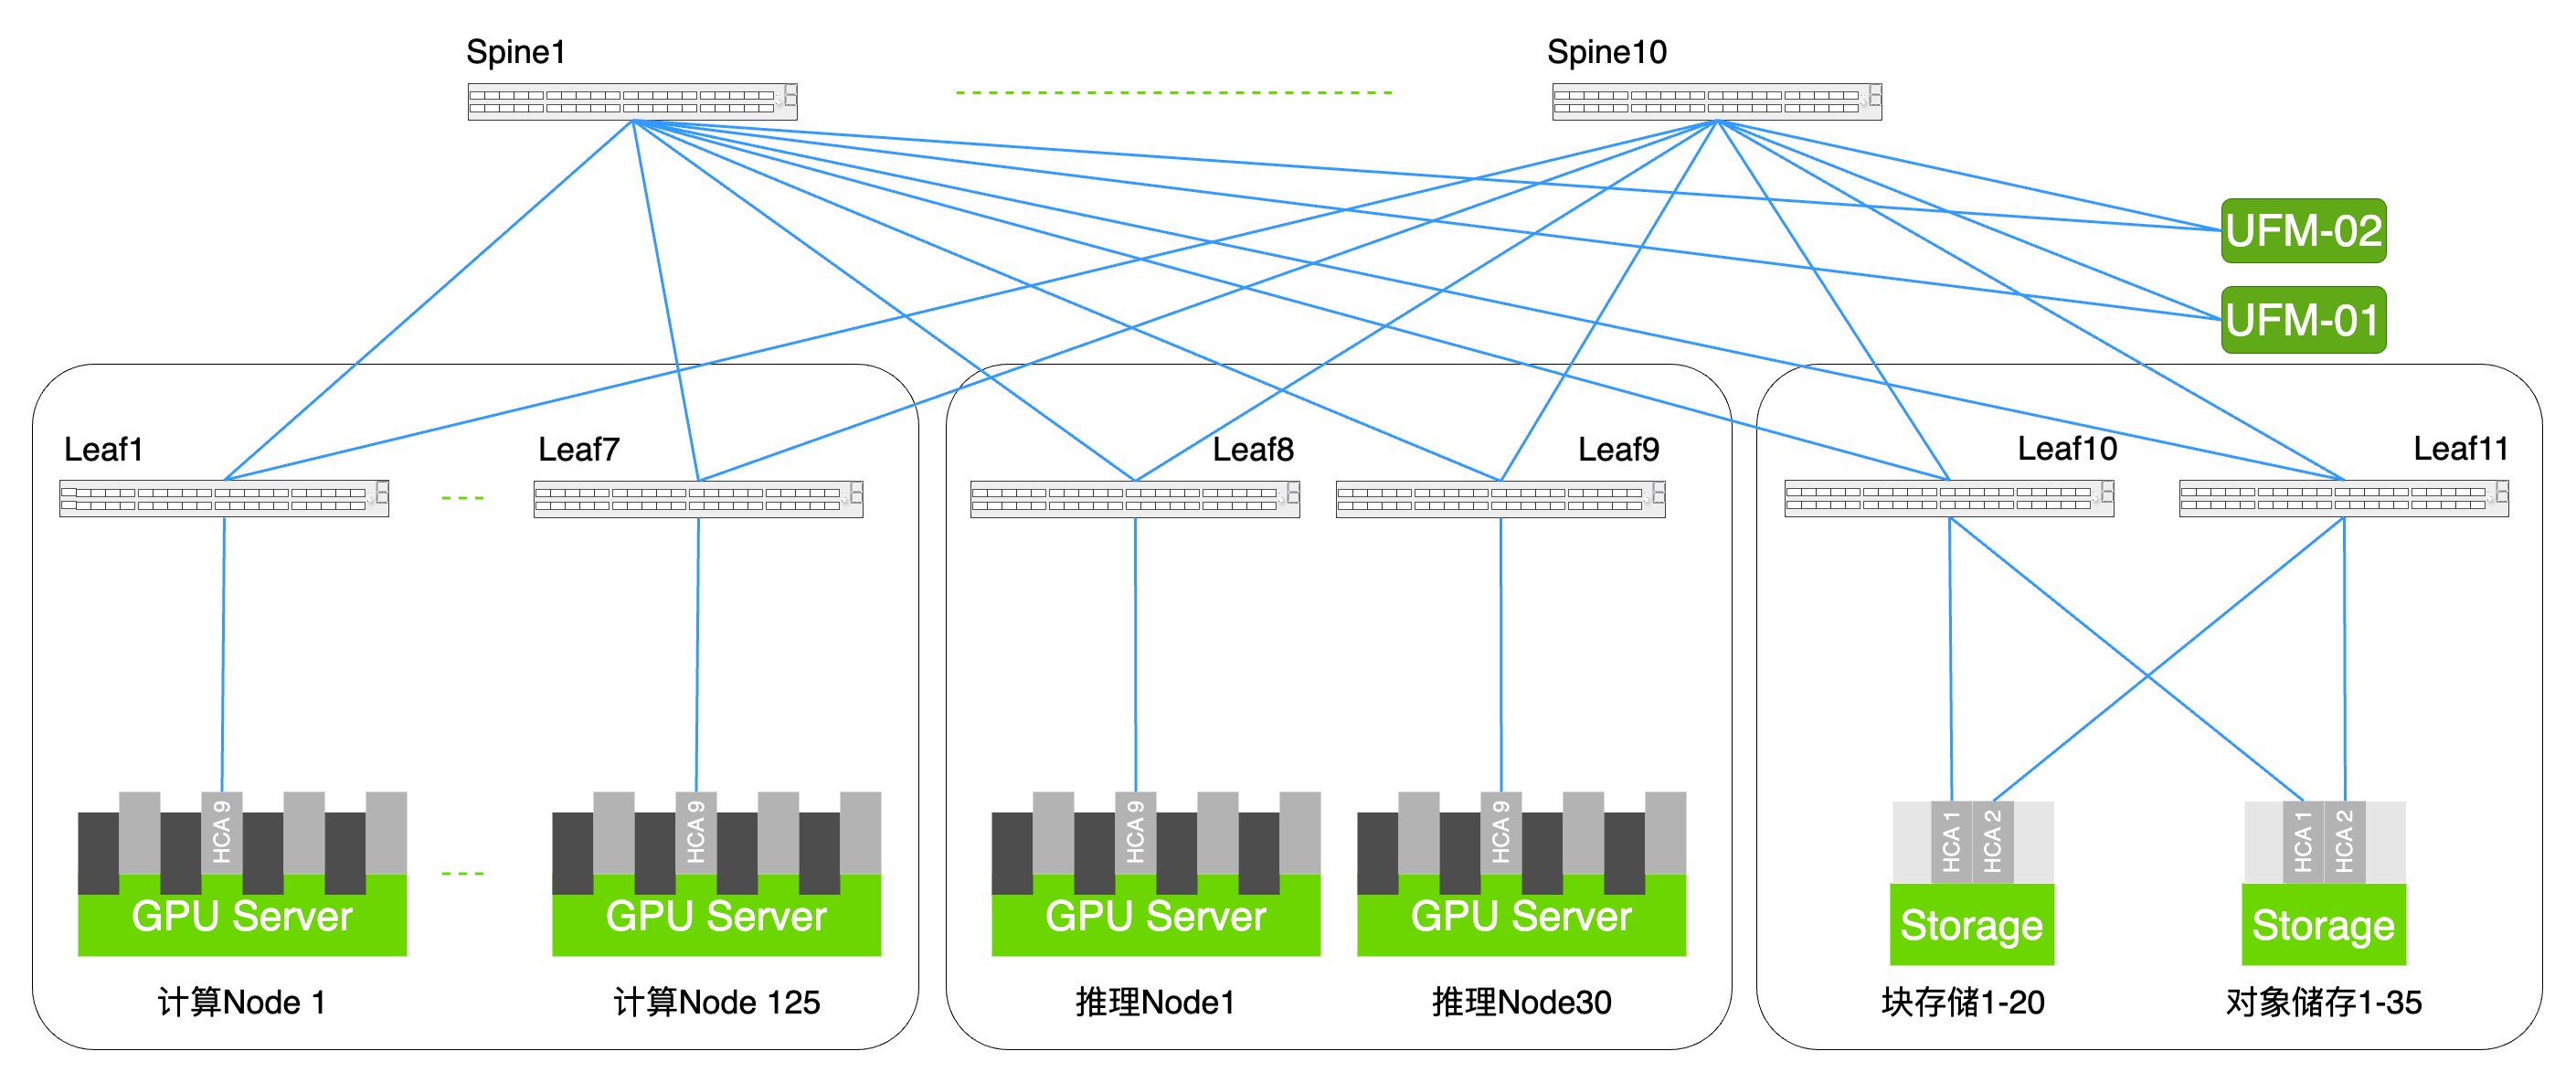 Spine1
Spine10
UFM-02
UFM-01
Leaf1
Leaf7
Leaf8
Leaf9
Leaf10
Leaf11
HCA 9
HCA 9
HCA 9
HCA 9
HCA 1
HCA 2
HCA 1
HCA 2
GPU Server
GPU Server
GPU Server
GPU Server
Storage
Storage
计算Node 1
计算Node 125
推理Node1
推理Node30
块存储1-20
对象储存1-35